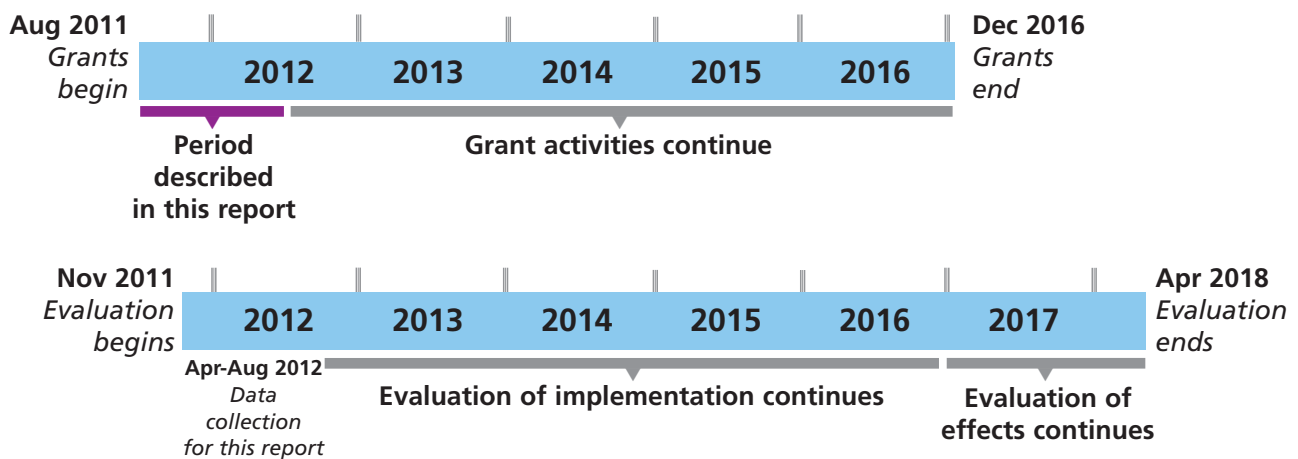 Aug 2011
Grants
begin
2012 2013 2014 2015 2016
Dec 2016
Grants
end
Period
described
in this report
Grant activities continue
Nov 2011
Evaluation
begins
2012 2013 2014 2015 2016 2017
Apr 2018
Evaluation
ends
Apr-Aug 2012
Data
collection
for this report
Evaluation of implementation continues
Evaluation of
effects continues